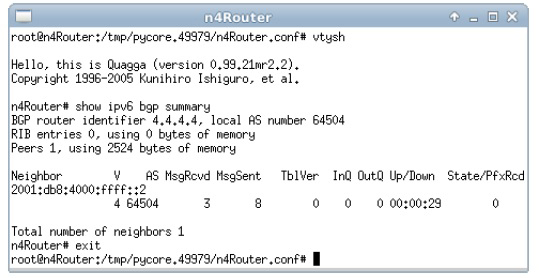 n4Router
root@n4Router:/tmp/pycore.49979/n4Router.conf# vtysh
Hello, this is Quagga (version 0.99.21mr2.2).
Copyright 1996-2005 Kunihiro Ishiguro, et al.
n4Router# show ipv6 bgp summary
BGP router identifier 4.4.4.4, local AS number 64504
RIB entries 0, using 0 bytes of memory
Peers 1, using 2524 bytes of memory
Neighbor V AS MsgRcvd MsgSent TblVer InQ OutQ Up/Down State/PfxRcd
2001:db8:4000:ffff::2
4 64504 3 8 0 0 0 00:00:29 0
Total number of neighbors 1
n4Router# exit
root@n4Router:/tmp/pycore.49979/n4Router.conf#